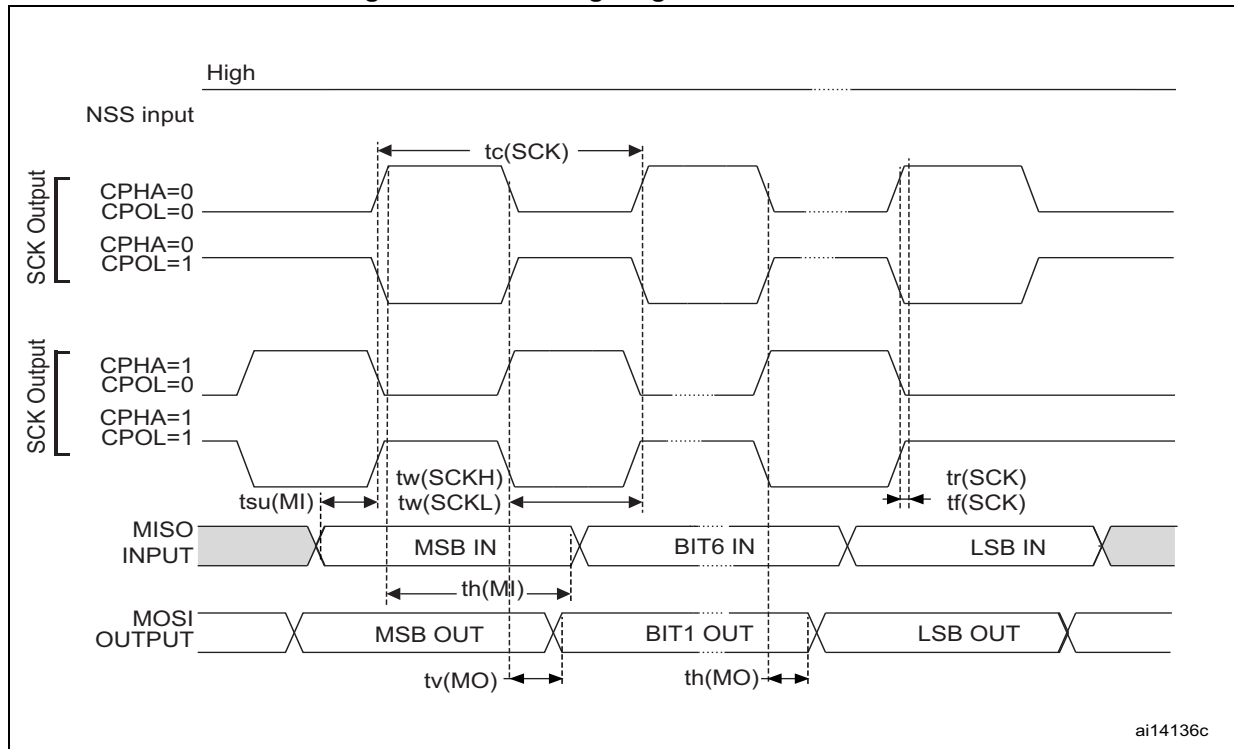 High
NSS input
tc(SCK)
SCK Output
CPHA=0
CPOL=0
CPHA=0
CPOL=1
SCK Output
CPHA=1
CPOL=0
CPHA=1
CPOL=1
tw(SCKH)
tw(SCKL)
tr(SCK)
tf(SCK)
tsu(MI)
MISO
INPUT
MSB IN
BIT6 IN
LSB IN
th(MI)
MOSI
OUTPUT
MSB OUT
BIT1 OUT
LSB OUT
tv(MO)
th(MO)
ai14136c